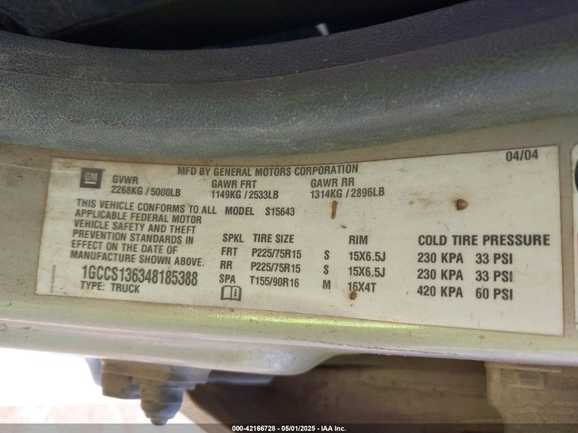 04/04
MFD BY GENERAL MOTORS CORPORATION
GM
GVWR GAWR FRT GAWR RR
2268KG / 5000LB 1149KG / 2533LB 1314KG / 2896LB
THIS VEHICLE CONFORMS TO ALL MODEL S15643
APPLICABLE FEDERAL MOTOR
VEHICLE SAFETY AND THEFT
PREVENTION STANDARDS IN
EFFECT ON THE DATE OF
MANUFACTURE SHOWN ABOVE.
1GCCS136348185388
TYPE: TRUCK
SPKL TIRE SIZE RIM COLD TIRE PRESSURE
FRT P225/75R15 S 15X6.5J 230 KPA 33 PSI
RR P225/75R15 S 15X6.5J 230 KPA 33 PSI
SPA T155/90R16 M 16X4T 420 KPA 60 PSI
000-42166728 - 05/01/2025 - IAA Inc.